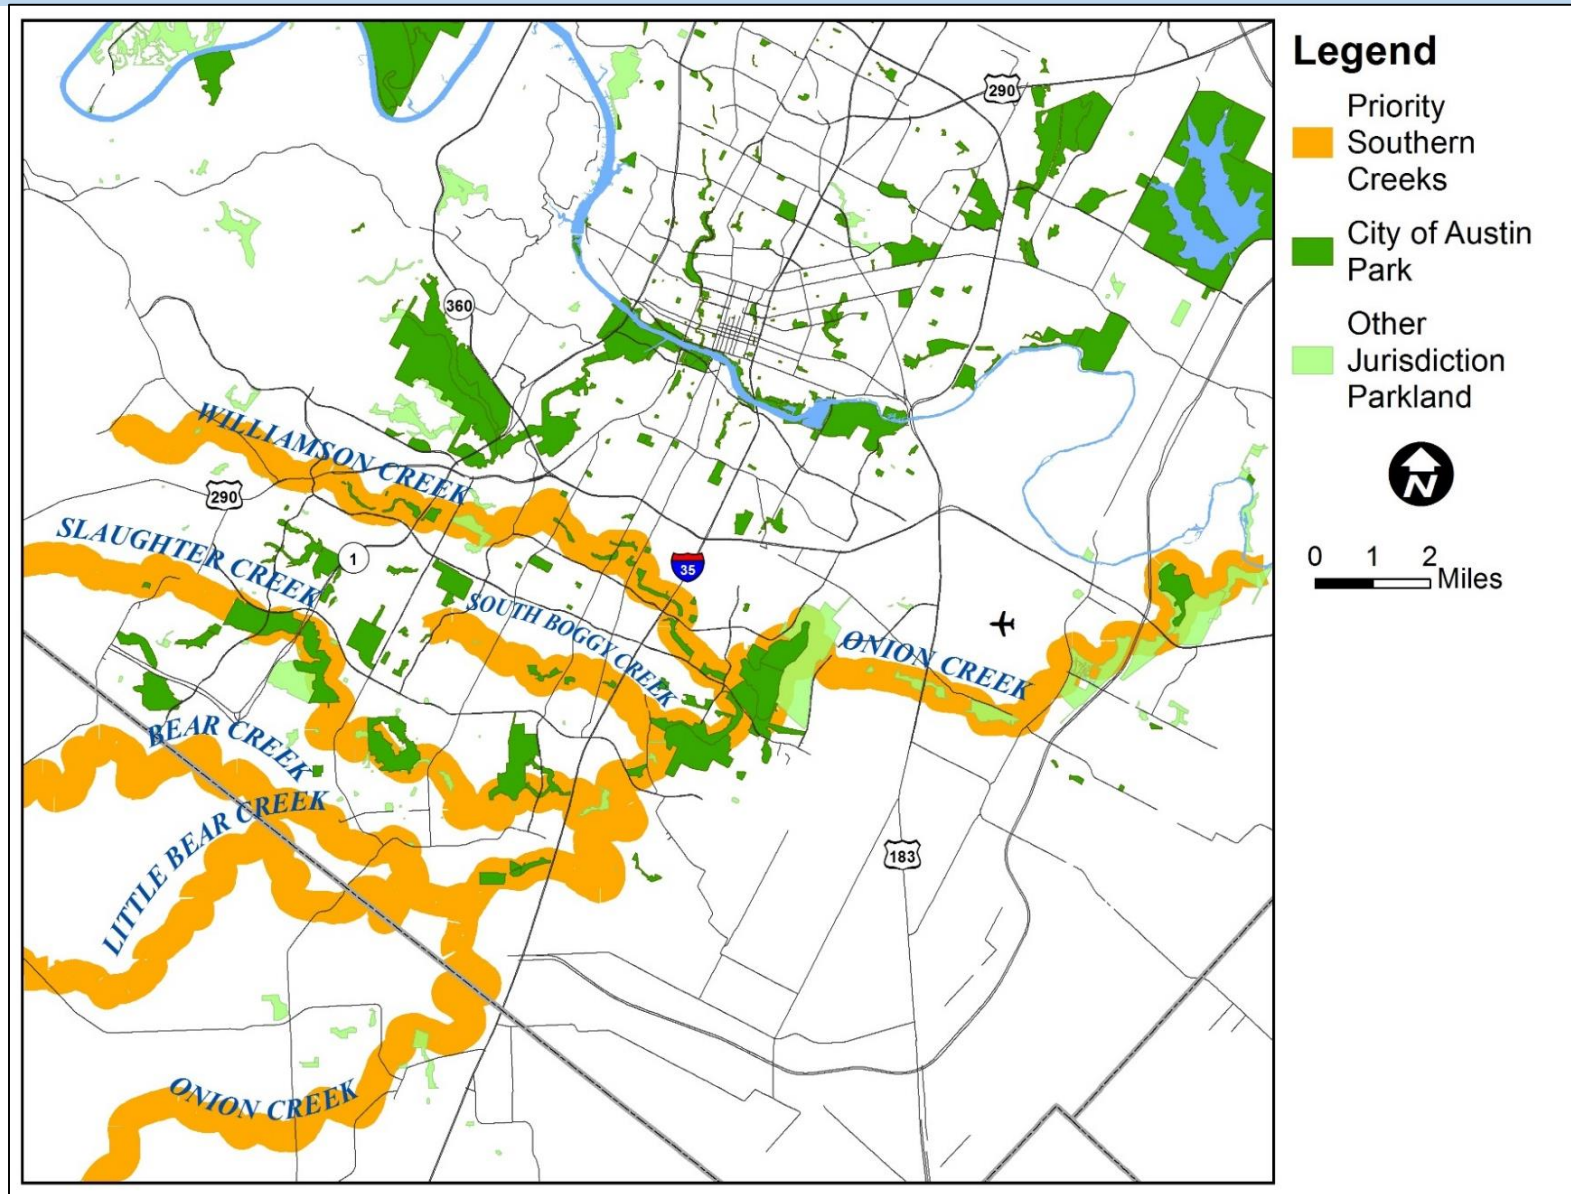 290
360
WILLIAMSON CREEK
290
SLAUGHTER CREEK
1
35
SOUTH BOGGY CREEK
ONION CREEK
BEAR CREEK
LITTLE BEAR CREEK
183
ONION CREEK
Legend
Priority
Southern
Creeks
City of Austin
Park
Other
Jurisdiction
Parkland
N
0 1 2
Miles